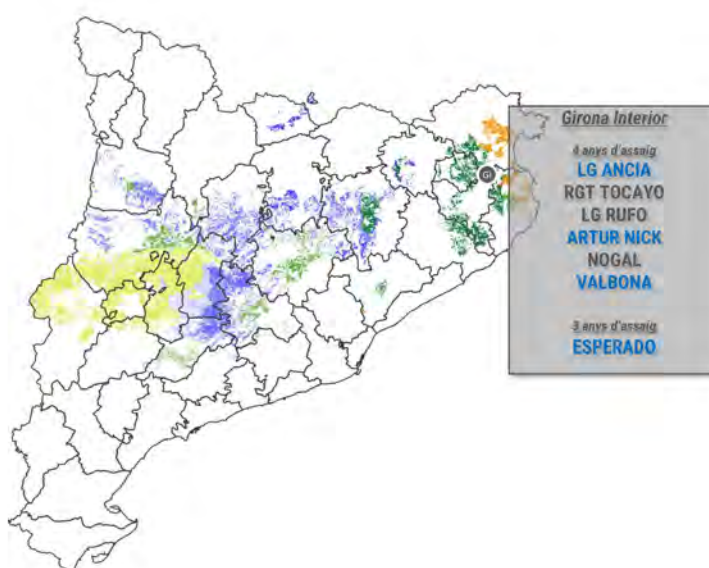 Girona Interior
4 anys d'assaig
LG ANCIA
RGT TOCAYO
LG RUFO
ARTUR NICK
NOGAL
VALBONA
3 anys d'assaig
ESPERADO
GI